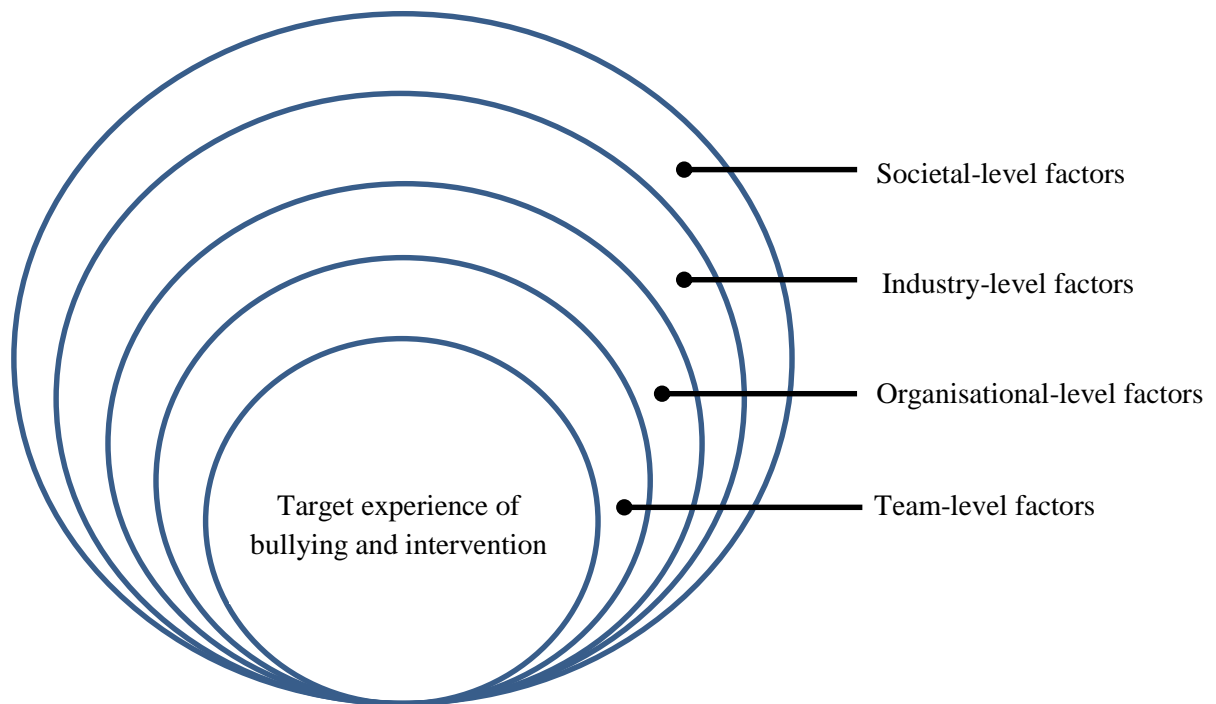 Societal-level factors
Industry-level factors
Organisational-level factors
Team-level factors
Target experience of
bullying and intervention